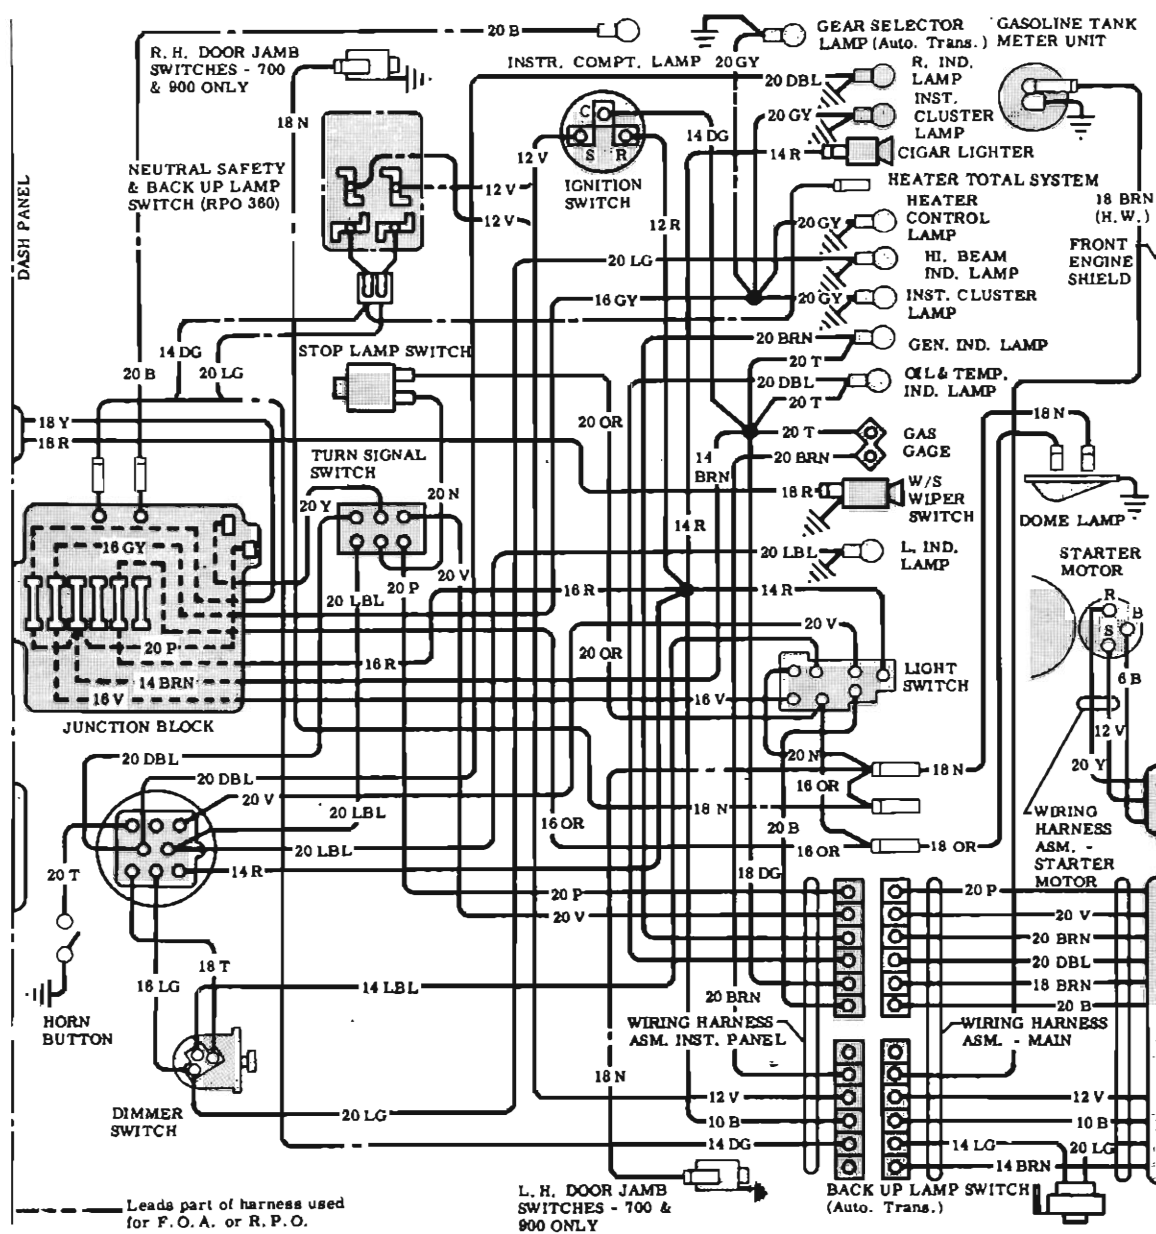 20 B
GEAR SELECTOR
LAMP (Auto. Trans.)
GASOLINE TANK
METER UNIT
R. H. DOOR JAMB
SWITCHES - 700
& 900 ONLY
INSTR. COMPT. LAMP
20 GY
20 DBL
R. IND.
LAMP
18 N
C
S
R
14 DG
20 GY
INST.
CLUSTER
LAMP
12 V
14 R
CIGAR LIGHTER
NEUTRAL SAFETY
& BACK UP LAMP
SWITCH (RPO 360)
IGNITION
SWITCH
12 V
12 V
12 R
HEATER TOTAL SYSTEM
HEATER
CONTROL
LAMP
20 GY
18 BRN
(H.W.)
DASH PANEL
20 LG
HI. BEAM
IND. LAMP
FRONT
ENGINE
SHIELD
16 GY
20 GY
INST. CLUSTER
LAMP
14 DG
20 LG
20 B
STOP LAMP SWITCH
20 BRN
20 T
GEN. IND. LAMP
20 DBL
20 T
OIL & TEMP.
IND. LAMP
18 Y
18 R
20 OR
20 T
20 BRN
GAS
GAGE
18 N
TURN SIGNAL
SWITCH
14
BRN
20 Y
20 N
18 R
W/S
WIPER
SWITCH
DOME LAMP
14 R
16 GY
20 V
20 LBL
L. IND.
LAMP
STARTER
MOTOR
20 LBL
20 P
16 R
14 R
R
B
S
20 P
20 V
16 R
20 OR
14 BRN
16 V
16 V
LIGHT
SWITCH
6 B
JUNCTION BLOCK
12 V
20 DBL
20 DBL
20 V
20 N
18 N
20 Y
16 OR
20 LBL
16 OR
18 N
20 B
WIRING
HARNESS
ASM. -
STARTER
MOTOR
20 LBL
16 OR
18 OR
20 T
14 R
18 DG
20 P
20 P
20 V
20 V
20 BRN
18 T
20 DBL
16 LG
14 LBL
18 BRN
20 BRN
20 B
HORN
BUTTON
WIRING HARNESS
ASM. INST. PANEL
WIRING HARNESS
ASM. - MAIN
18 N
DIMMER
SWITCH
20 LG
12 V
12 V
10 B
10 B
14 DG
14 LG
20 LG
14 BRN
L. H. DOOR JAMB
SWITCHES - 700 &
900 ONLY
BACK UP LAMP SWITCH
(Auto. Trans.)
Leads part of harness used
for F. O. A. or R. P. O.